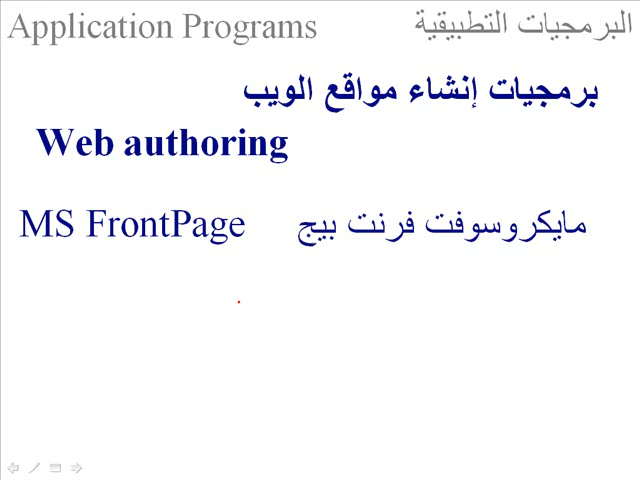 Application Programs البرمجيات التطبيقية
برمجيات إنشاء مواقع الويب
Web authoring
MS FrontPage مايكروسوفت فرنت بيج